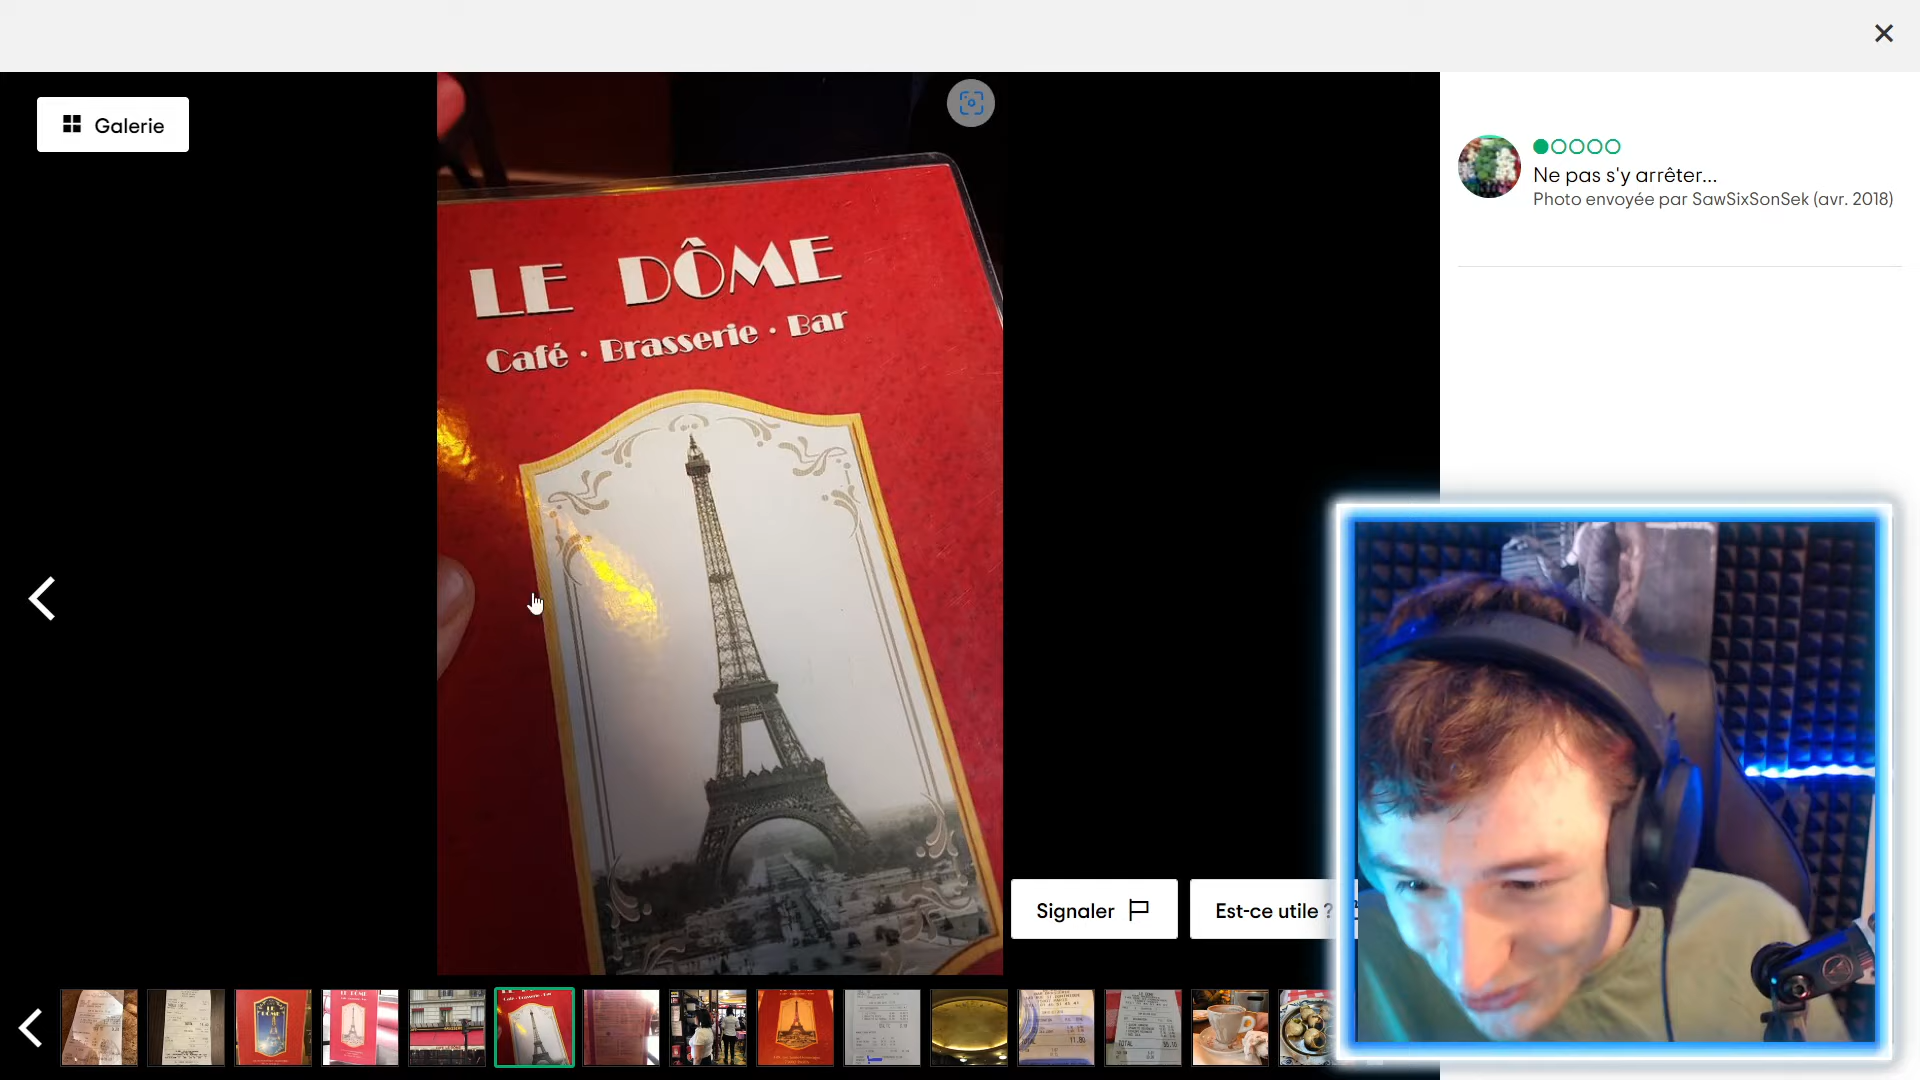 Galerie
LE DÔME
Café · Brasserie · Bar
Ne pas s'y arrêter...
Photo envoyée par SawSixSonSek (avr. 2018)
Signaler
Est-ce utile ?